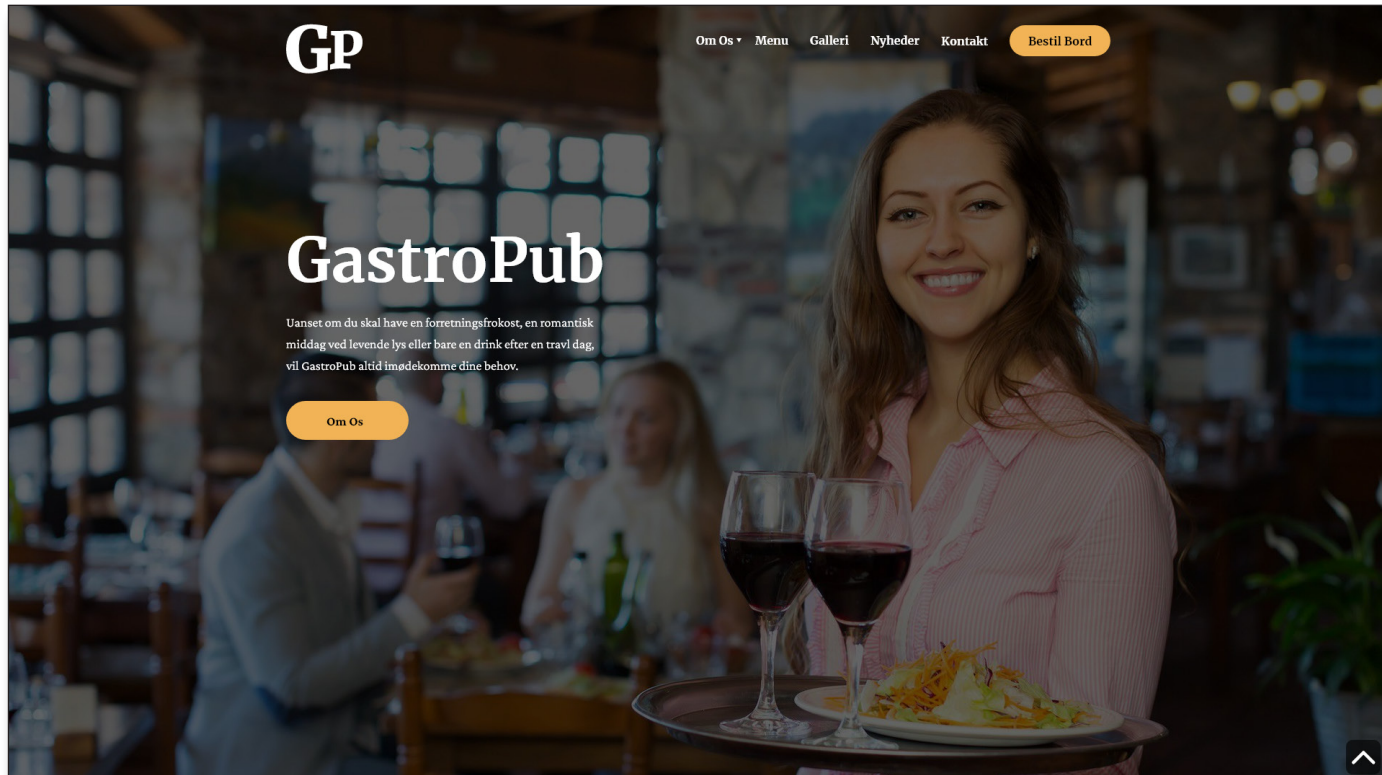 GP
Om Os ▾ Menu Galleri Nyheder Kontakt Bestil Bord
GastroPub
Uanset om du skal have en forretningsfrokost, en romantisk
middag ved levende lys eller bare en drink efter en travl dag,
vil GastroPub altid imødekomme dine behov.
Om Os